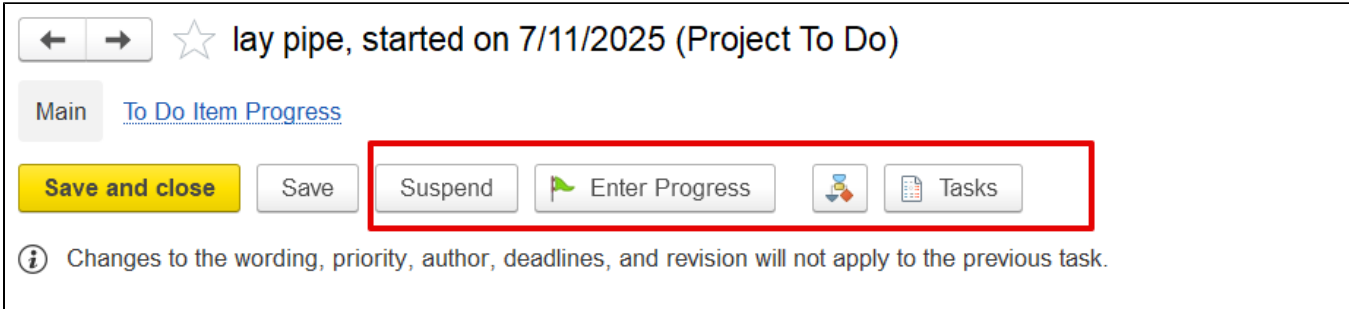 lay pipe, started on 7/11/2025 (Project To Do)
Main To Do Item Progress
Save and close Save Suspend Enter Progress Tasks
Changes to the wording, priority, author, deadlines, and revision will not apply to the previous task.